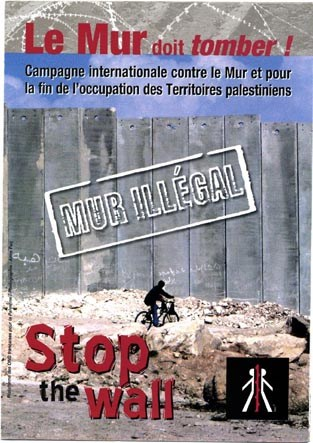 Le Mur doit tomber !
Campagne internationale contre le Mur et pour
la fin de l'occupation des Territoires palestiniens
MUR ILLÉGAL
Stop
the wall